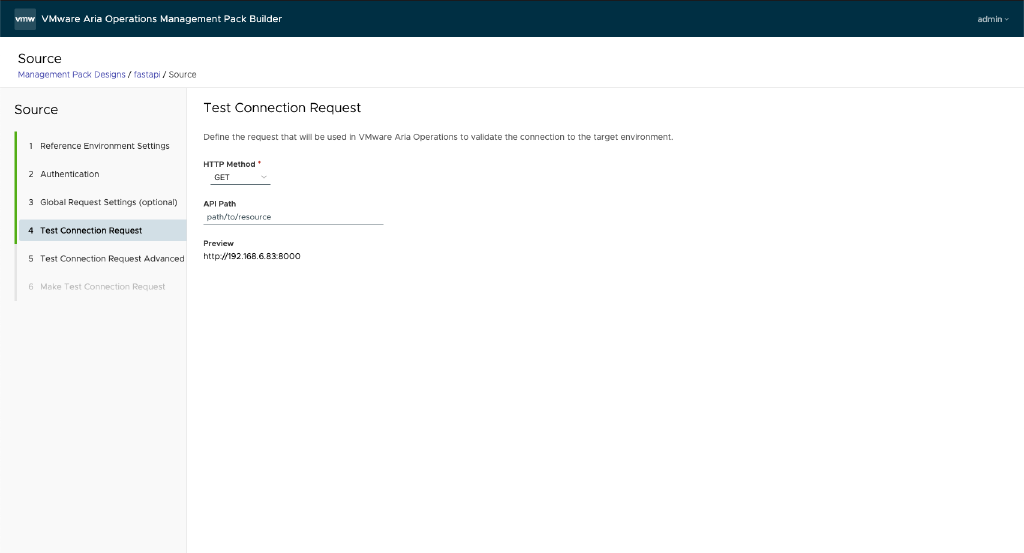 vmw VMware Aria Operations Management Pack Builder
admin
Source
Management Pack Designs / fastapi / Source
Source
1 Reference Environment Settings
2 Authentication
3 Global Request Settings (optional)
4 Test Connection Request
5 Test Connection Request Advanced
6 Make Test Connection Request
Test Connection Request
Define the request that will be used in VMware Aria Operations to validate the connection to the target environment.
HTTP Method *
GET
API Path
path/to/resource
Preview
http://192.168.6.83:8000